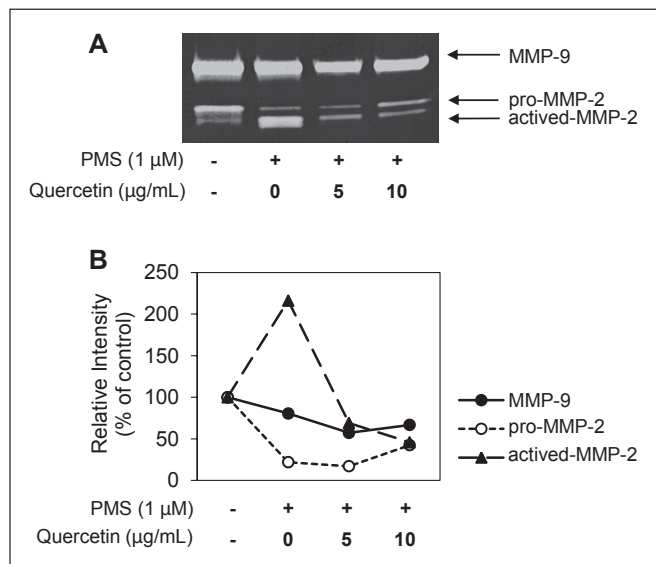 A
MMP-9
pro-MMP-2
actived-MMP-2
PMS (1 µM) - + + +
Quercetin (µg/mL) - 0 5 10
B
250
200
150
100
50
0
Relative Intensity
(% of control)
MMP-9
pro-MMP-2
actived-MMP-2
PMS (1 µM) - + + +
Quercetin (µg/mL) - 0 5 10